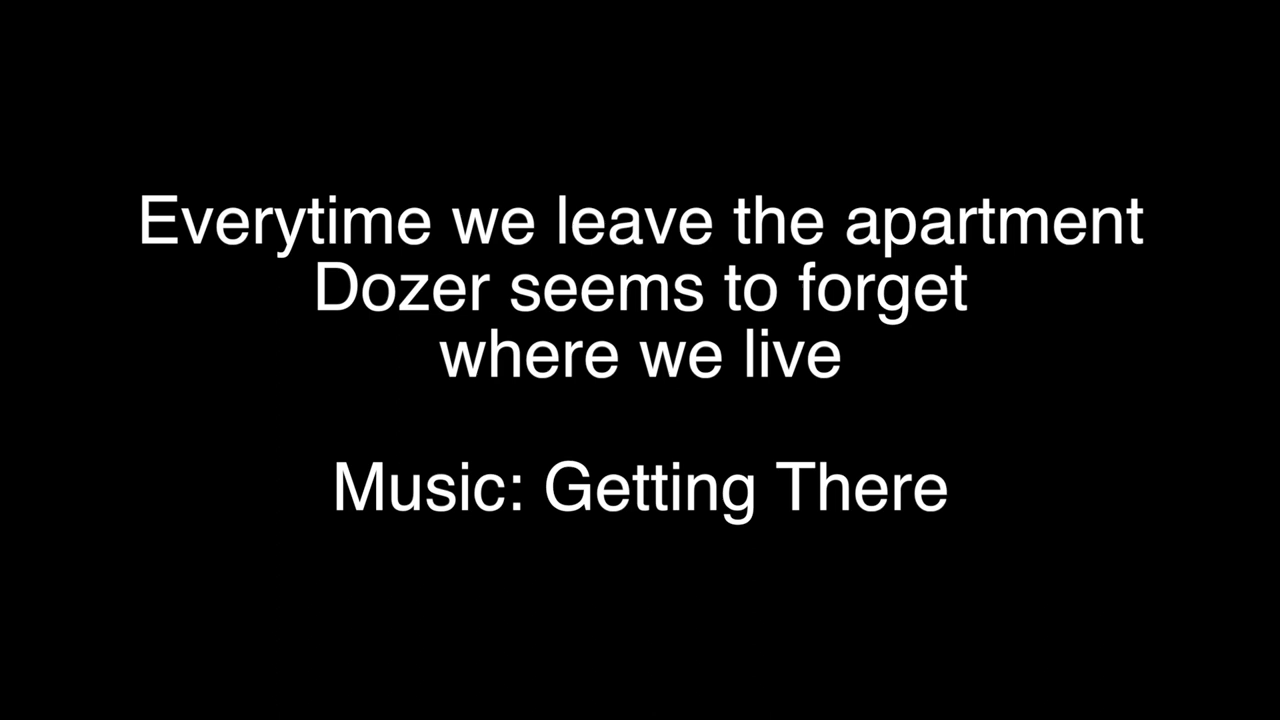 Everytime we leave the apartment
Dozer seems to forget
where we live
Music: Getting There